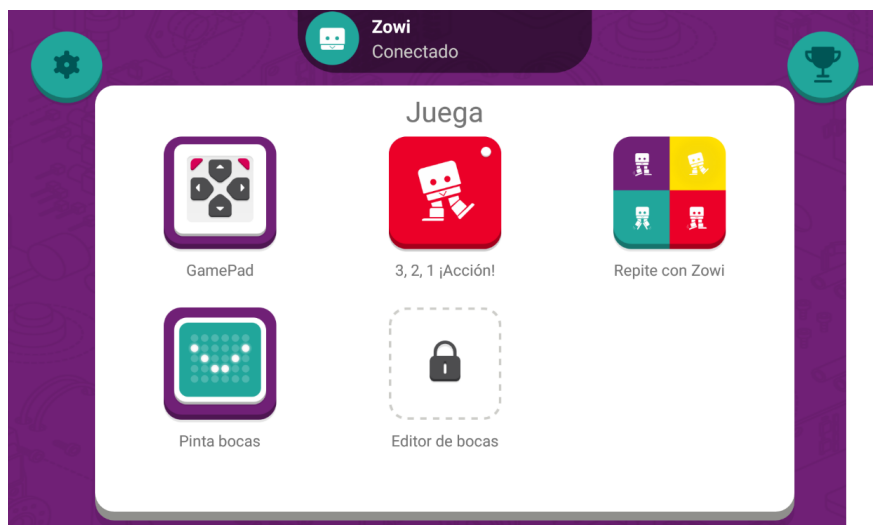 Zowi
Conectado
Juega
GamePad
3, 2, 1 ¡Acción!
Repite con Zowi
Pinta bocas
Editor de bocas